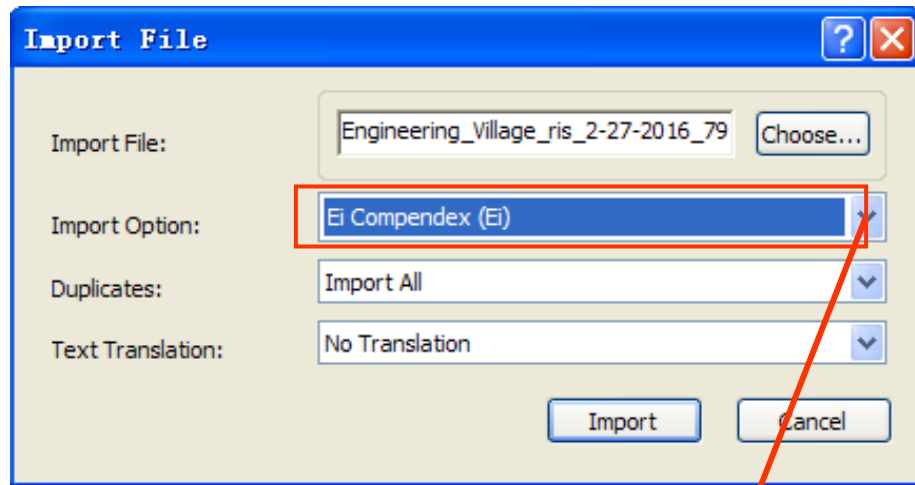 Import File
Import File: Engineering_Village_ris_2-27-2016_79 Choose...
Import Option: Ei Compendex (Ei)
Duplicates: Import All
Text Translation: No Translation
Import Cancel